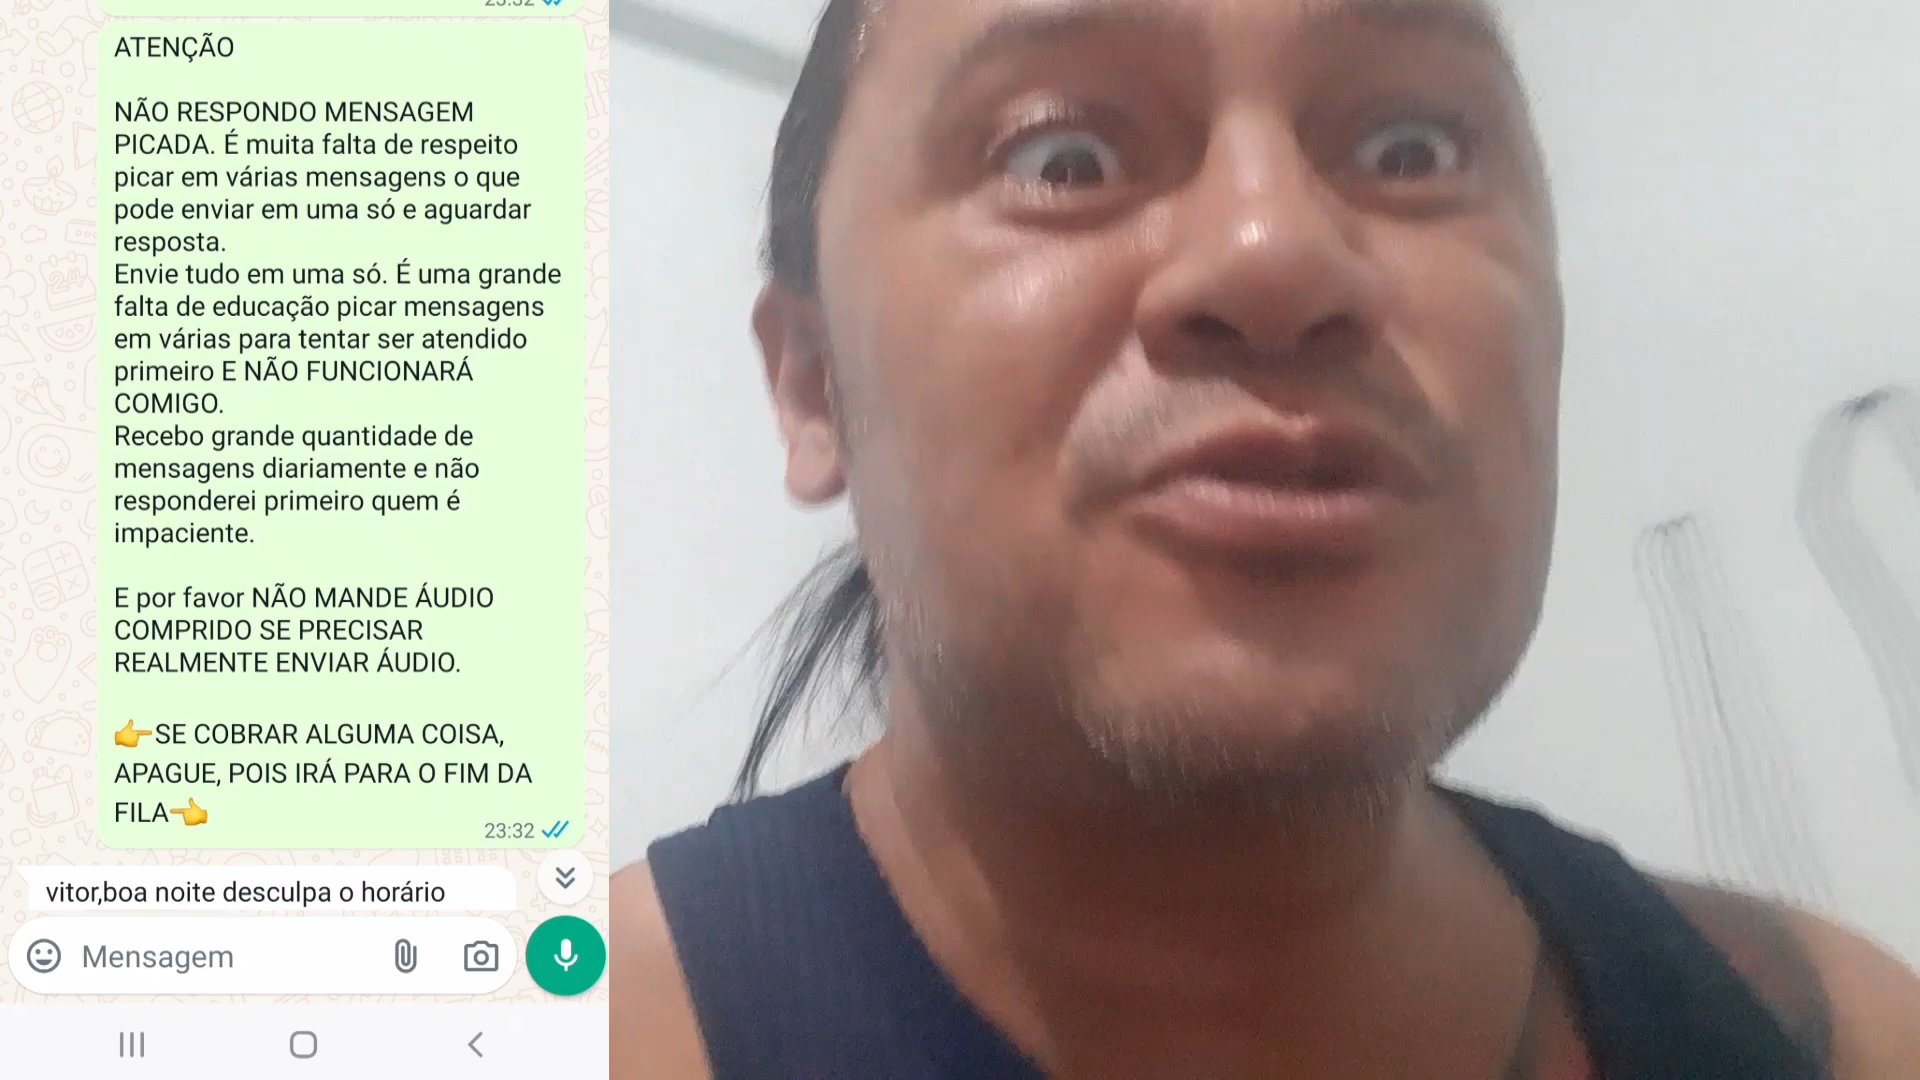 23:32
ATENÇÃO
NÃO RESPONDO MENSAGEM
PICADA. É muita falta de respeito
picar em várias mensagens o que
pode enviar em uma só e aguardar
resposta.
Envie tudo em uma só. É uma grande
falta de educação picar mensagens
em várias para tentar ser atendido
primeiro E NÃO FUNCIONARÁ
COMIGO.
Recebo grande quantidade de
mensagens diariamente e não
responderei primeiro quem é
impaciente.
E por favor NÃO MANDE ÁUDIO
COMPRIDO SE PRECISAR
REALMENTE ENVIAR ÁUDIO.
👉SE COBRAR ALGUMA COISA,
APAGUE, POIS IRÁ PARA O FIM DA
FILA👈
23:32
vitor,boa noite desculpa o horário
Mensagem